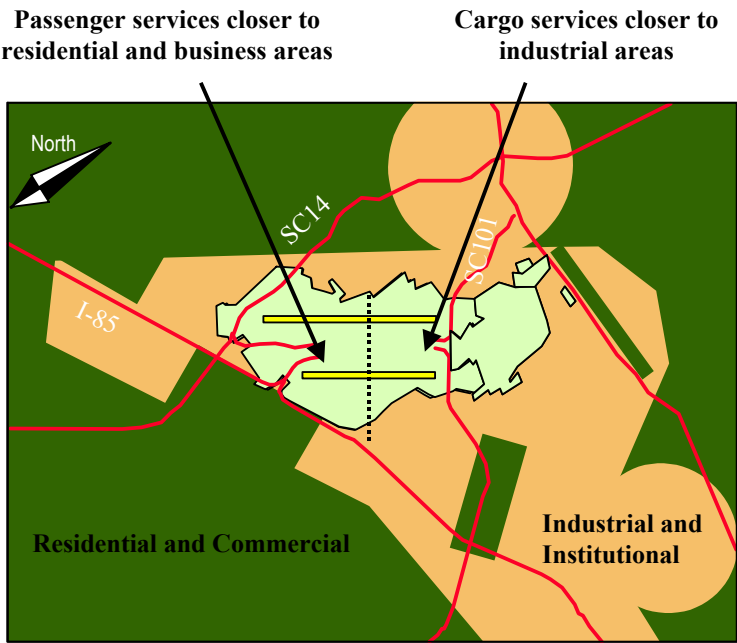 Passenger services closer to
residential and business areas
Cargo services closer to
industrial areas
North
SC14
SC101
I-85
Residential and Commercial
Industrial and
Institutional